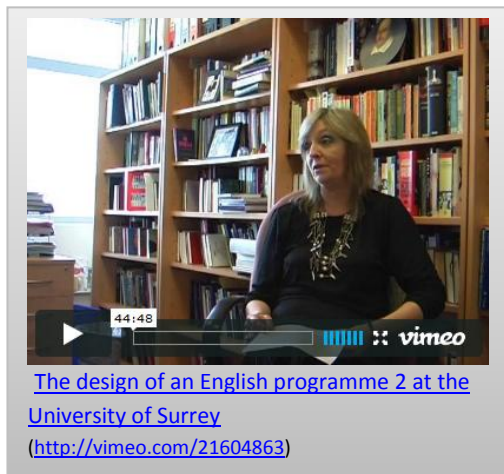 44:48
vimeo
The design of an English programme 2 at the
University of Surrey
(http://vimeo.com/21604863)